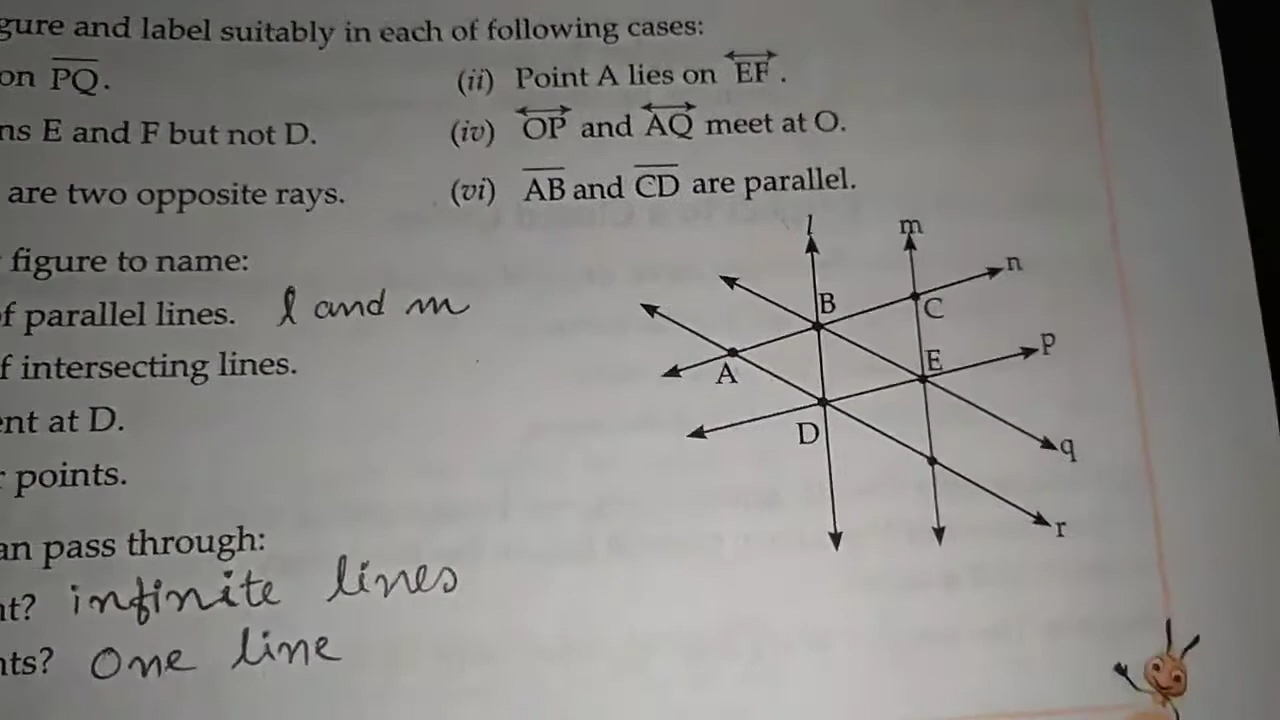 gure and label suitably in each of following cases:
on PQ. (ii) Point A lies on EF.
ns E and F but not D. (iv) OP and AQ meet at O.
are two opposite rays. (vi) AB and CD are parallel.
figure to name:
f parallel lines. l and m
f intersecting lines.
ent at D.
r points.
an pass through:
nt? infinite lines
nts? one line
l m
n
B C
E p
A
D
q
r